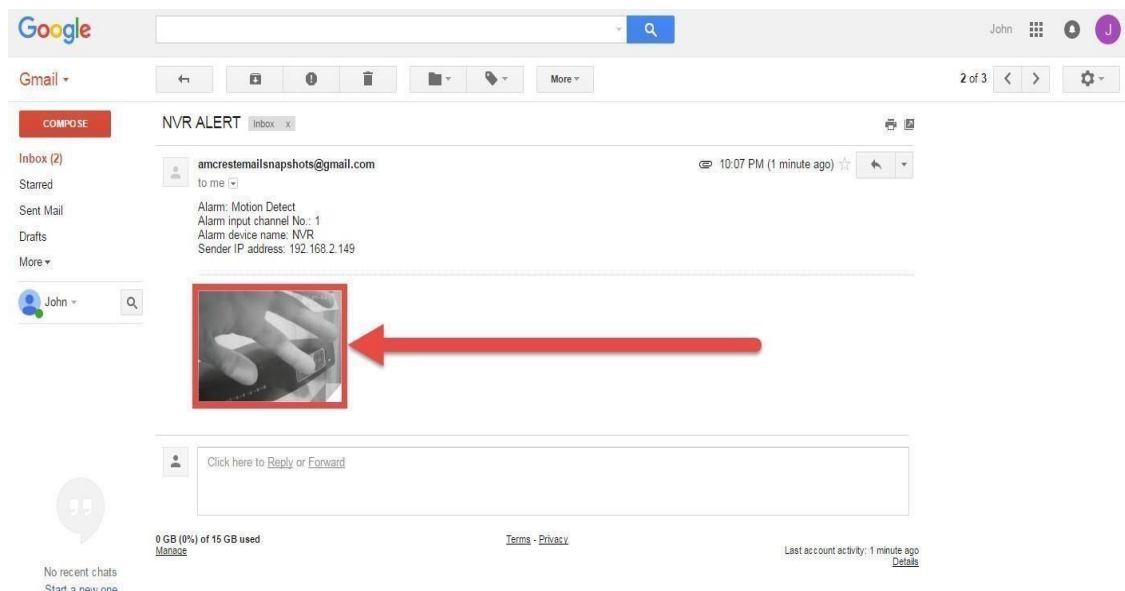 Google
John
J
Gmail
More
2 of 3
COMPOSE
NVR ALERT Inbox x
Inbox (2)
Starred
Sent Mail
Drafts
More
John
amcrestemailsnapshots@gmail.com
10:07 PM (1 minute ago)
to me
Alarm: Motion Detect
Alarm input channel No.: 1
Alarm device name: NVR
Sender IP address: 192.168.2.149
Click here to Reply or Forward
0 GB (0%) of 15 GB used
Manage
Terms - Privacy
Last account activity: 1 minute ago
Details
No recent chats
Start a new one